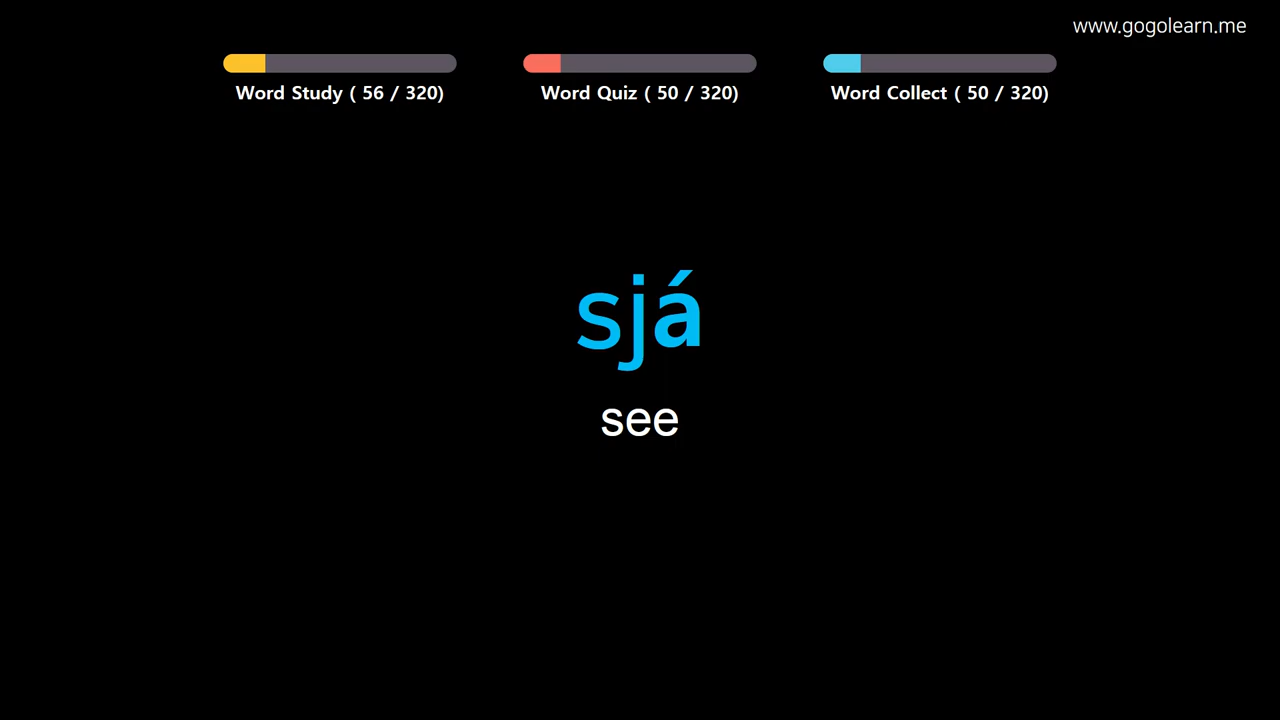 www.gogolearn.me
Word Study ( 56 / 320)
Word Quiz ( 50 / 320)
Word Collect ( 50 / 320)
sjá
see